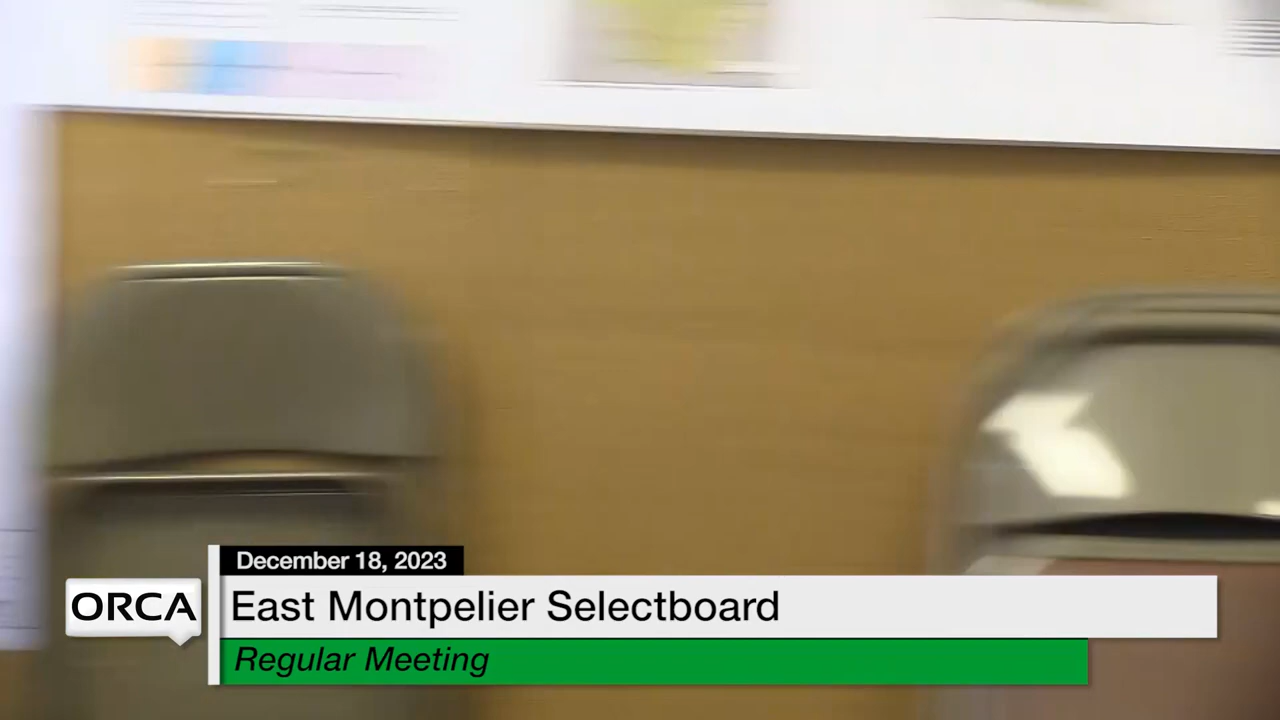 December 18, 2023
ORCA
East Montpelier Selectboard
Regular Meeting